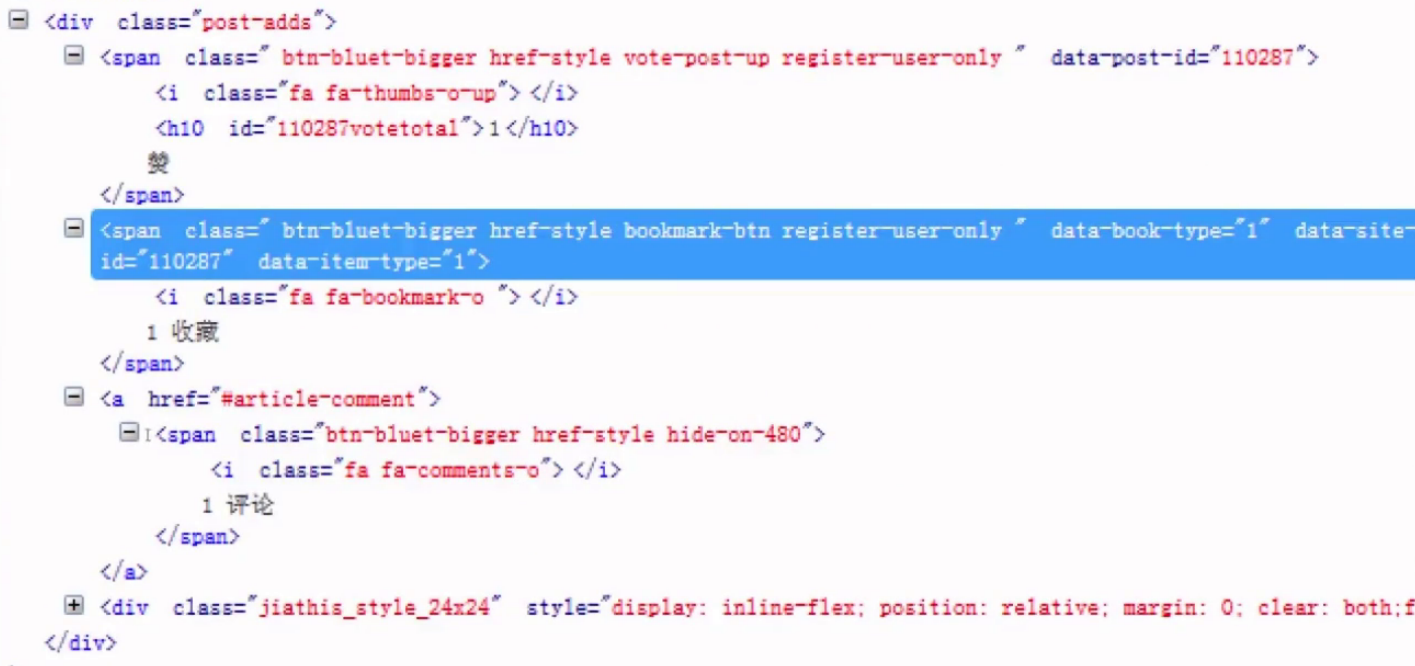 <div class="post-adds">
<span class=" btn-bluet-bigger href-style vote-post-up register-user-only " data-post-id="110287">
<i class="fa fa-thumbs-o-up"> </i>
<h10 id="110287votetotal">1</h10>
赞
</span>
<span class=" btn-bluet-bigger href-style bookmark-btn register-user-only " data-book-type="1" data-site-
id="110287" data-item-type="1">
<i class="fa fa-bookmark-o "> </i>
1 收藏
</span>
<a href="#article-comment">
<span class="btn-bluet-bigger href-style hide-on-480">
<i class="fa fa-comments-o"> </i>
1 评论
</span>
</a>
<div class="jiathis_style_24x24" style="display: inline-flex; position: relative; margin: 0; clear: both;f
</div>